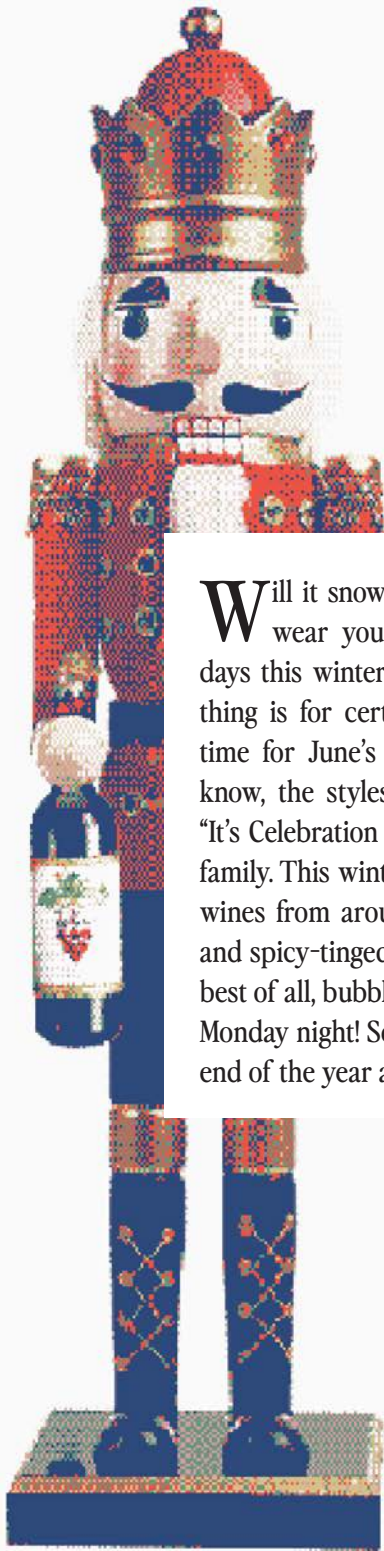 Will it snow
wear you
days this winter
thing is for cert
time for June’s
know, the styles
“It’s Celebration
family. This wint
wines from arou
and spicy-tinged
best of all, bubbl
Monday night! So
end of the year a